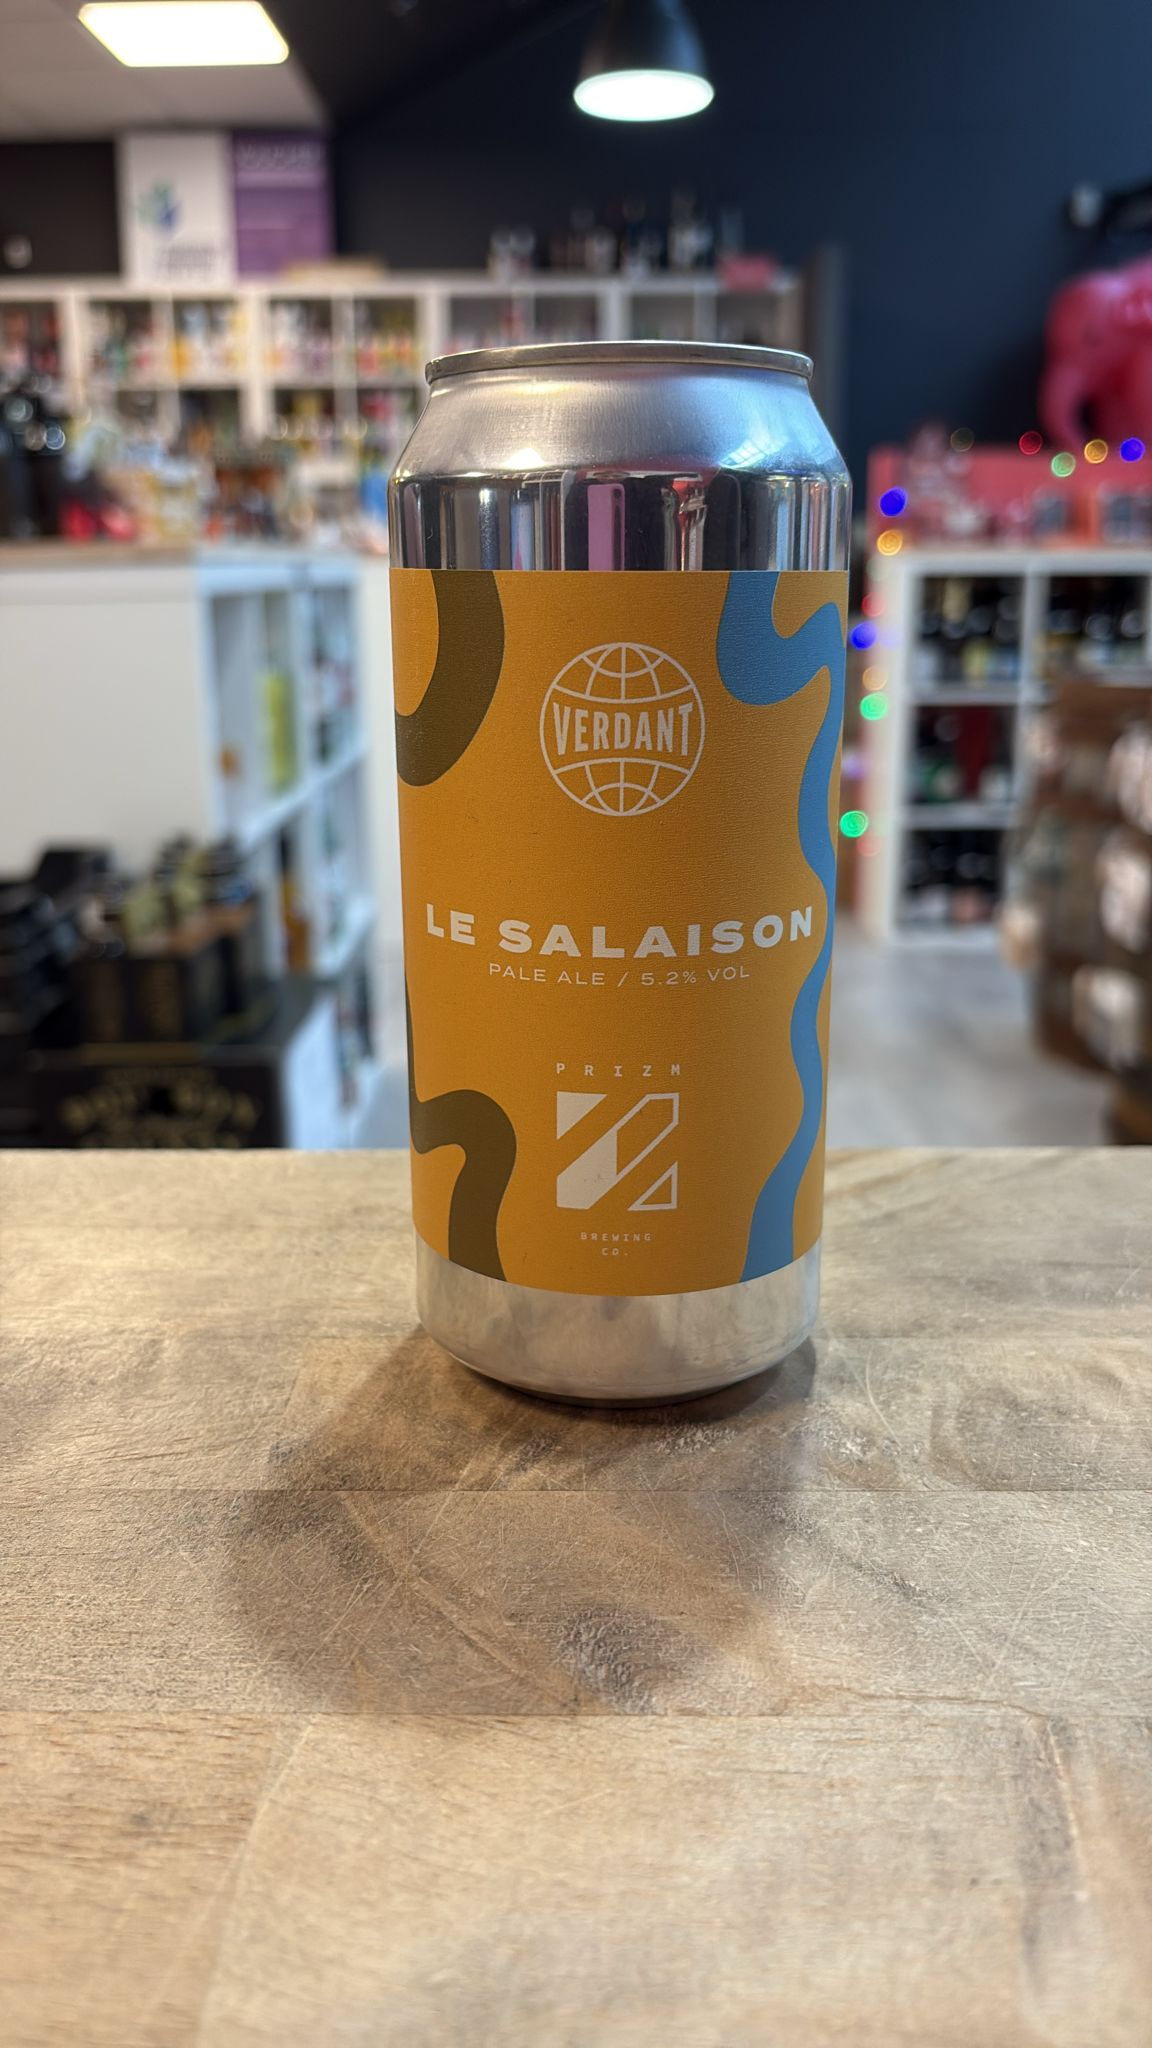 VERDANT
LE SALAISON
PALE ALE / 5.2% VOL
PRIZM
BREWING
CO.